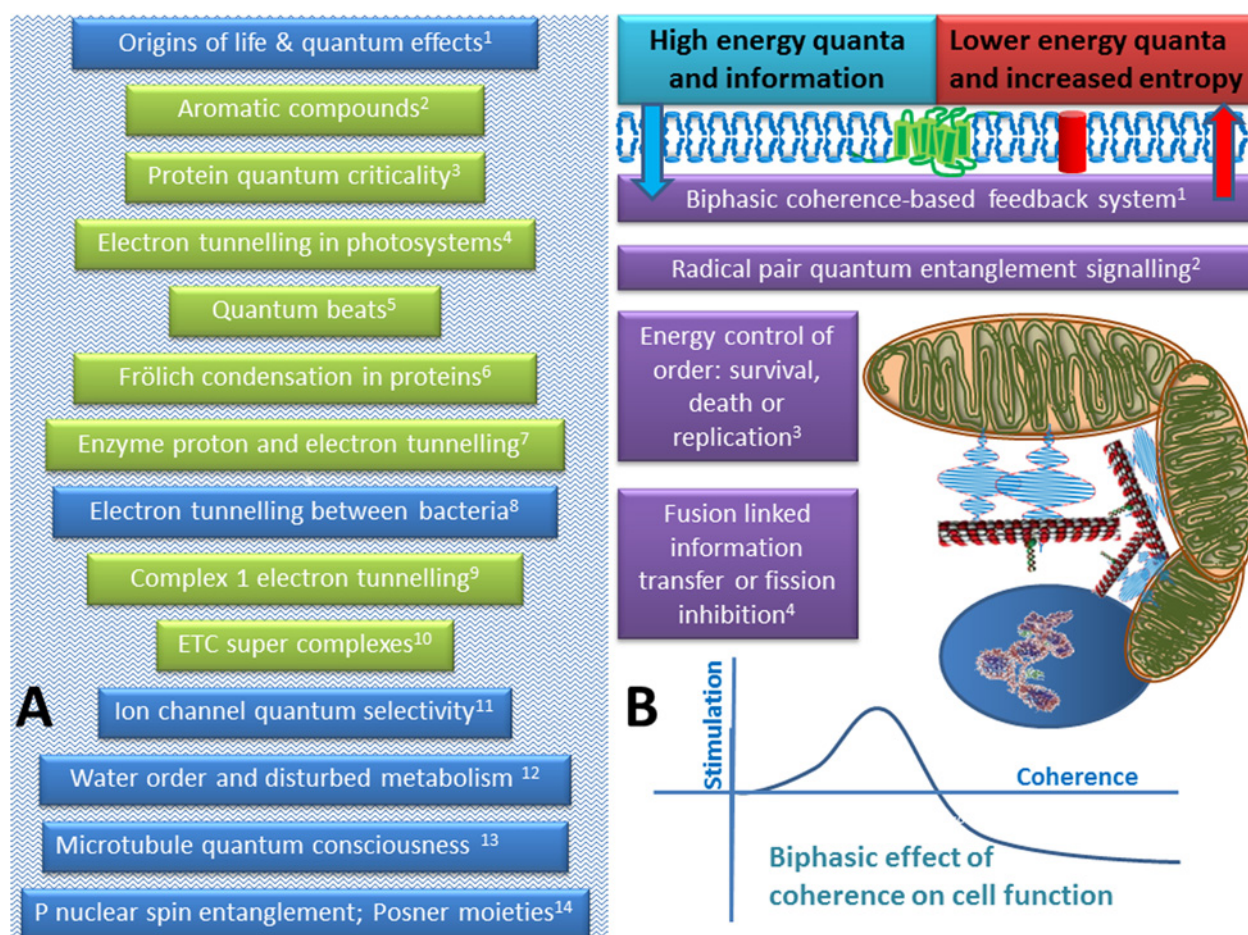 Origins of life & quantum effects¹
Aromatic compounds²
Protein quantum criticality³
Electron tunnelling in photosystems⁴
Quantum beats⁵
Frölich condensation in proteins⁶
Enzyme proton and electron tunnelling⁷
Electron tunnelling between bacteria⁸
Complex 1 electron tunnelling⁹
ETC super complexes¹⁰
Ion channel quantum selectivity¹¹
Water order and disturbed metabolism ¹²
Microtubule quantum consciousness ¹³
P nuclear spin entanglement; Posner moieties¹⁴
A
High energy quanta
and information
Lower energy quanta
and increased entropy
Biphasic coherence-based feedback system¹
Radical pair quantum entanglement signalling²
Energy control of
order: survival,
death or
replication³
Fusion linked
information
transfer or fission
inhibition⁴
B
Stimulation
Coherence
Biphasic effect of
coherence on cell function